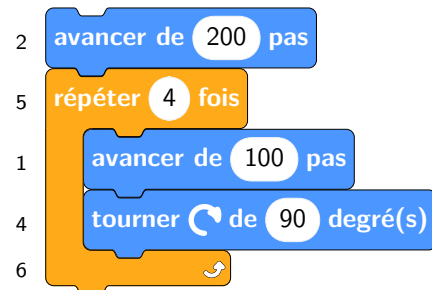 2 avancer de 200 pas
5 répéter 4 fois
1 avancer de 100 pas
4 tourner de 90 degré(s)
6